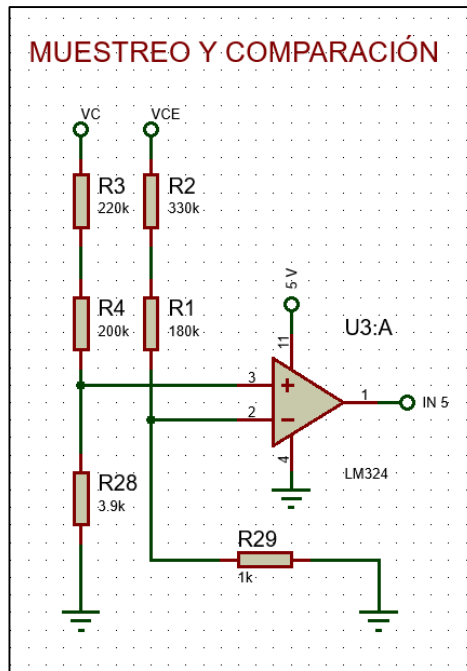 MUESTREO Y COMPARACIÓN
VC
VCE
R3
220k
R2
330k
R4
200k
R1
180k
5 V
U3:A
11
3
2
1
IN 5
4
LM324
R28
3.9k
R29
1k